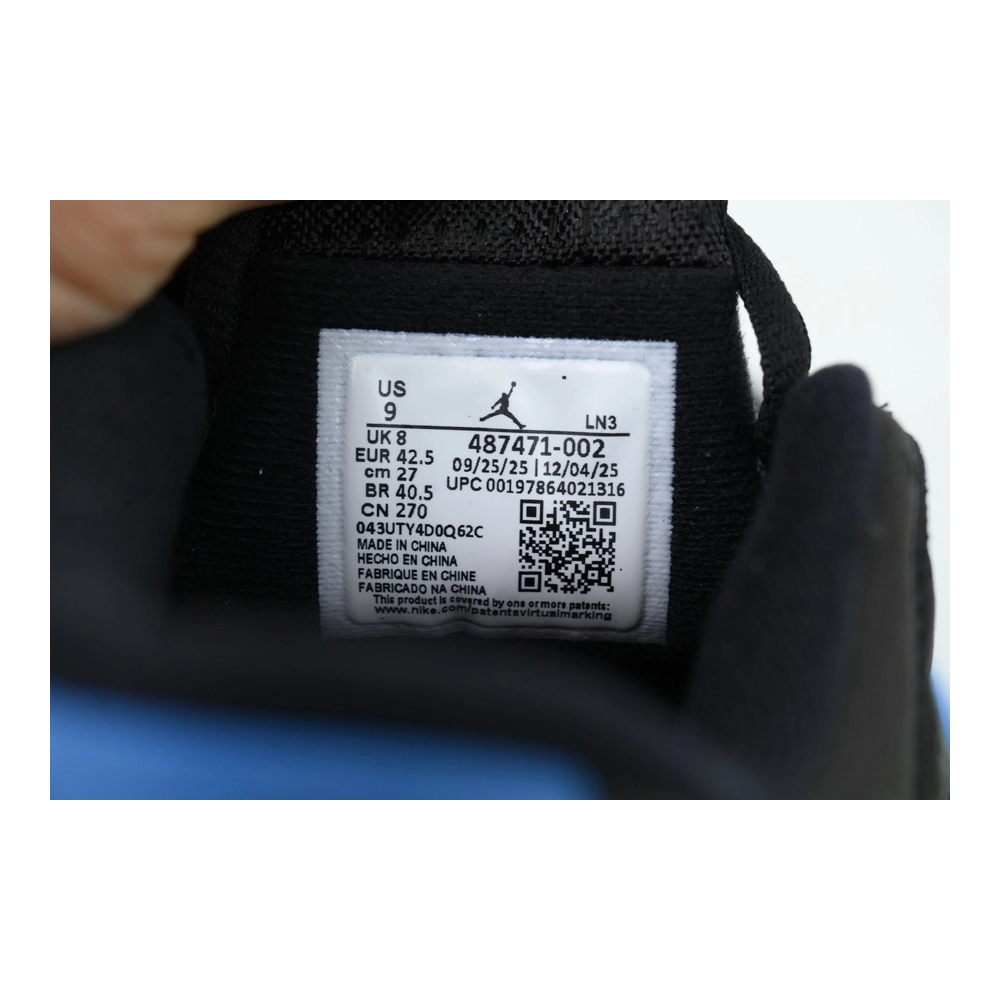 US
9
LN3
UK 8
EUR 42.5
cm 27
BR 40.5
CN 270
487471-002
09/25/25 | 12/04/25
UPC 00197864021316
043UTY4D0Q62C
MADE IN CHINA
HECHO EN CHINA
FABRIQUE EN CHINE
FABRICADO NA CHINA
This product is covered by one or more patents:
www.nike.com/patentsvirtualmarking